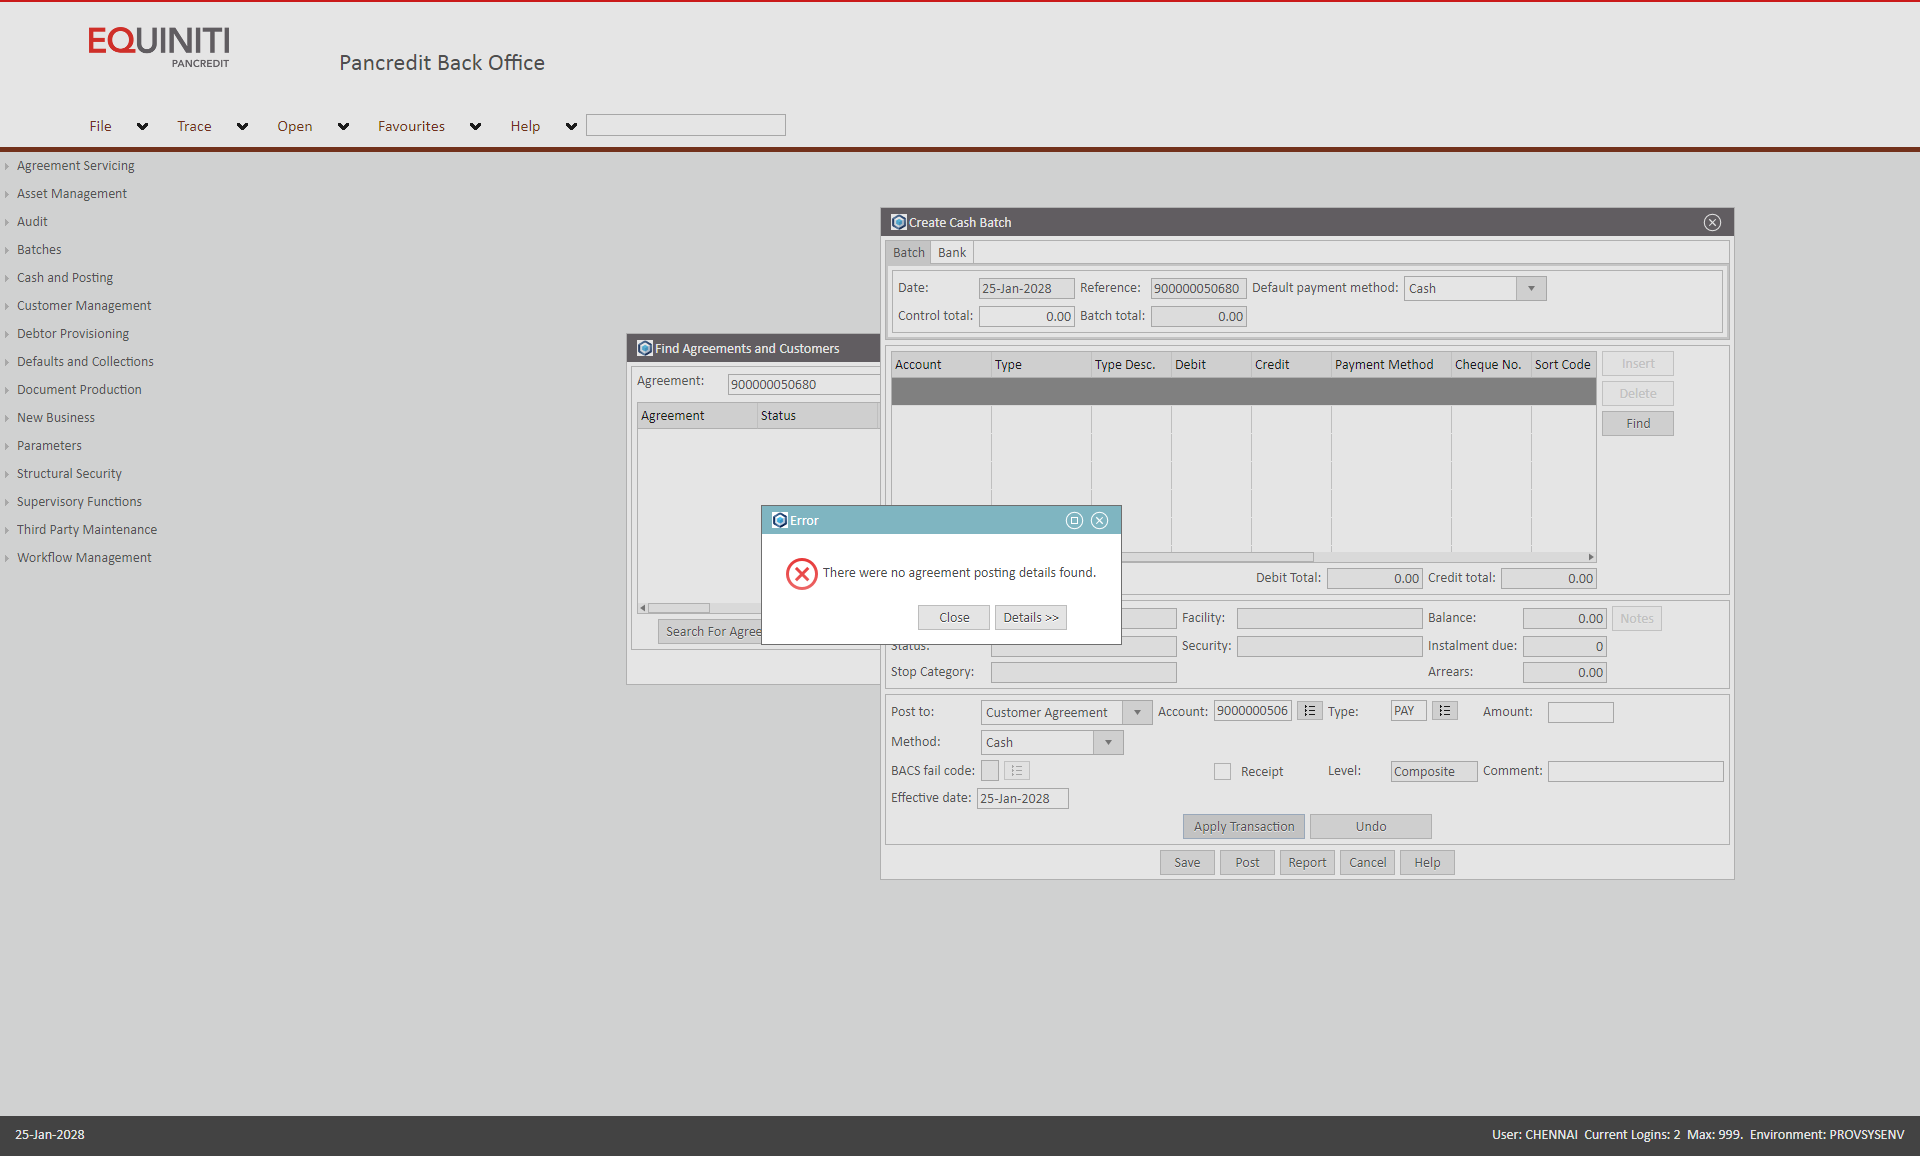 EQUINITI
PANCREDIT
Pancredit Back Office
File Trace Open Favourites Help
Agreement Servicing
Asset Management
Audit
Batches
Cash and Posting
Customer Management
Debtor Provisioning
Defaults and Collections
Document Production
New Business
Parameters
Structural Security
Supervisory Functions
Third Party Maintenance
Workflow Management
Find Agreements and Customers
Agreement: 900000050680
Agreement Status
Search For Agree
Create Cash Batch
Batch Bank
Date: 25-Jan-2028 Reference: 900000050680 Default payment method: Cash
Control total: 0.00 Batch total: 0.00
Account Type Type Desc. Debit Credit Payment Method Cheque No. Sort Code
Insert
Delete
Find
Debit Total: 0.00 Credit total: 0.00
Facility: Balance: 0.00 Notes
Status: Security: Instalment due: 0
Stop Category: Arrears: 0.00
Post to: Customer Agreement Account: 9000000506 Type: PAY Amount:
Method: Cash
BACS fail code: Receipt Level: Composite Comment:
Effective date: 25-Jan-2028
Apply Transaction Undo
Save Post Report Cancel Help
Error
There were no agreement posting details found.
Close Details >>
25-Jan-2028 User: CHENNAI Current Logins: 2 Max: 999. Environment: PROVSYSENV